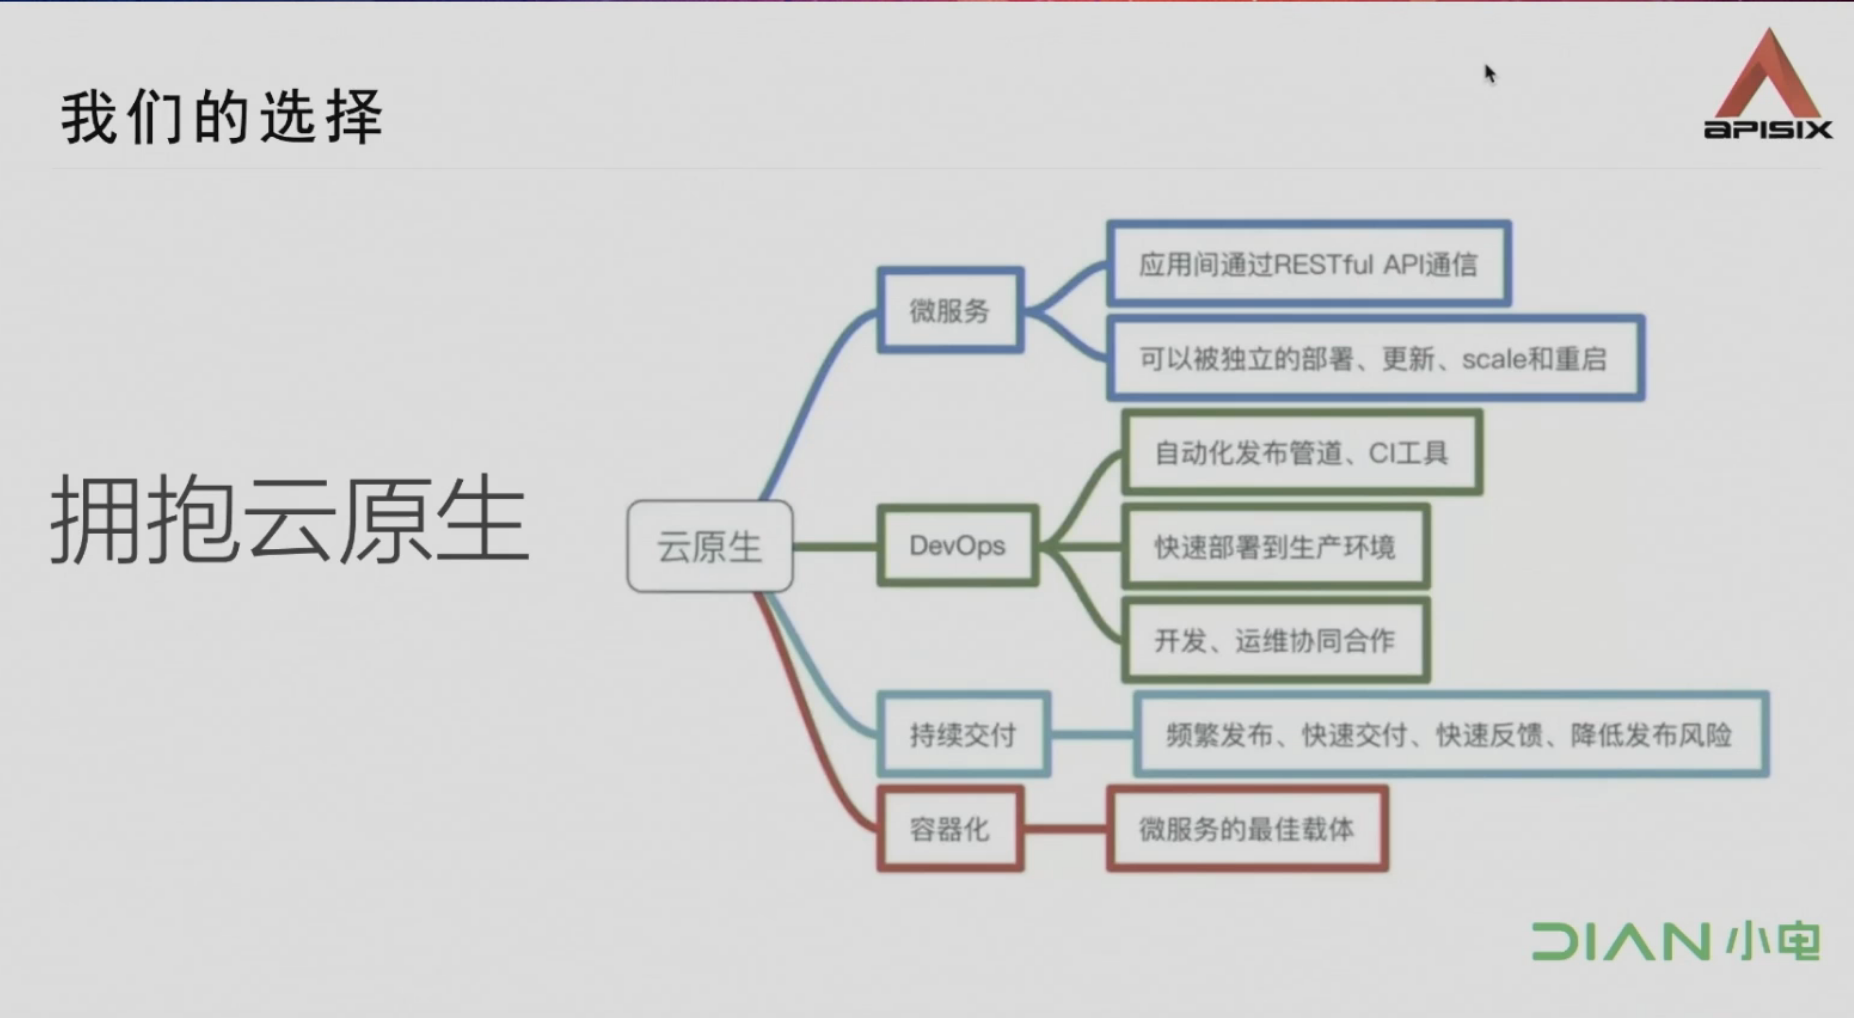 我们的选择
APISIX
拥抱云原生
云原生
微服务
应用间通过RESTful API通信
可以被独立的部署、更新、scale和重启
DevOps
自动化发布管道、CI工具
快速部署到生产环境
开发、运维协同合作
持续交付
频繁发布、快速交付、快速反馈、降低发布风险
容器化
微服务的最佳载体
DIAN小电